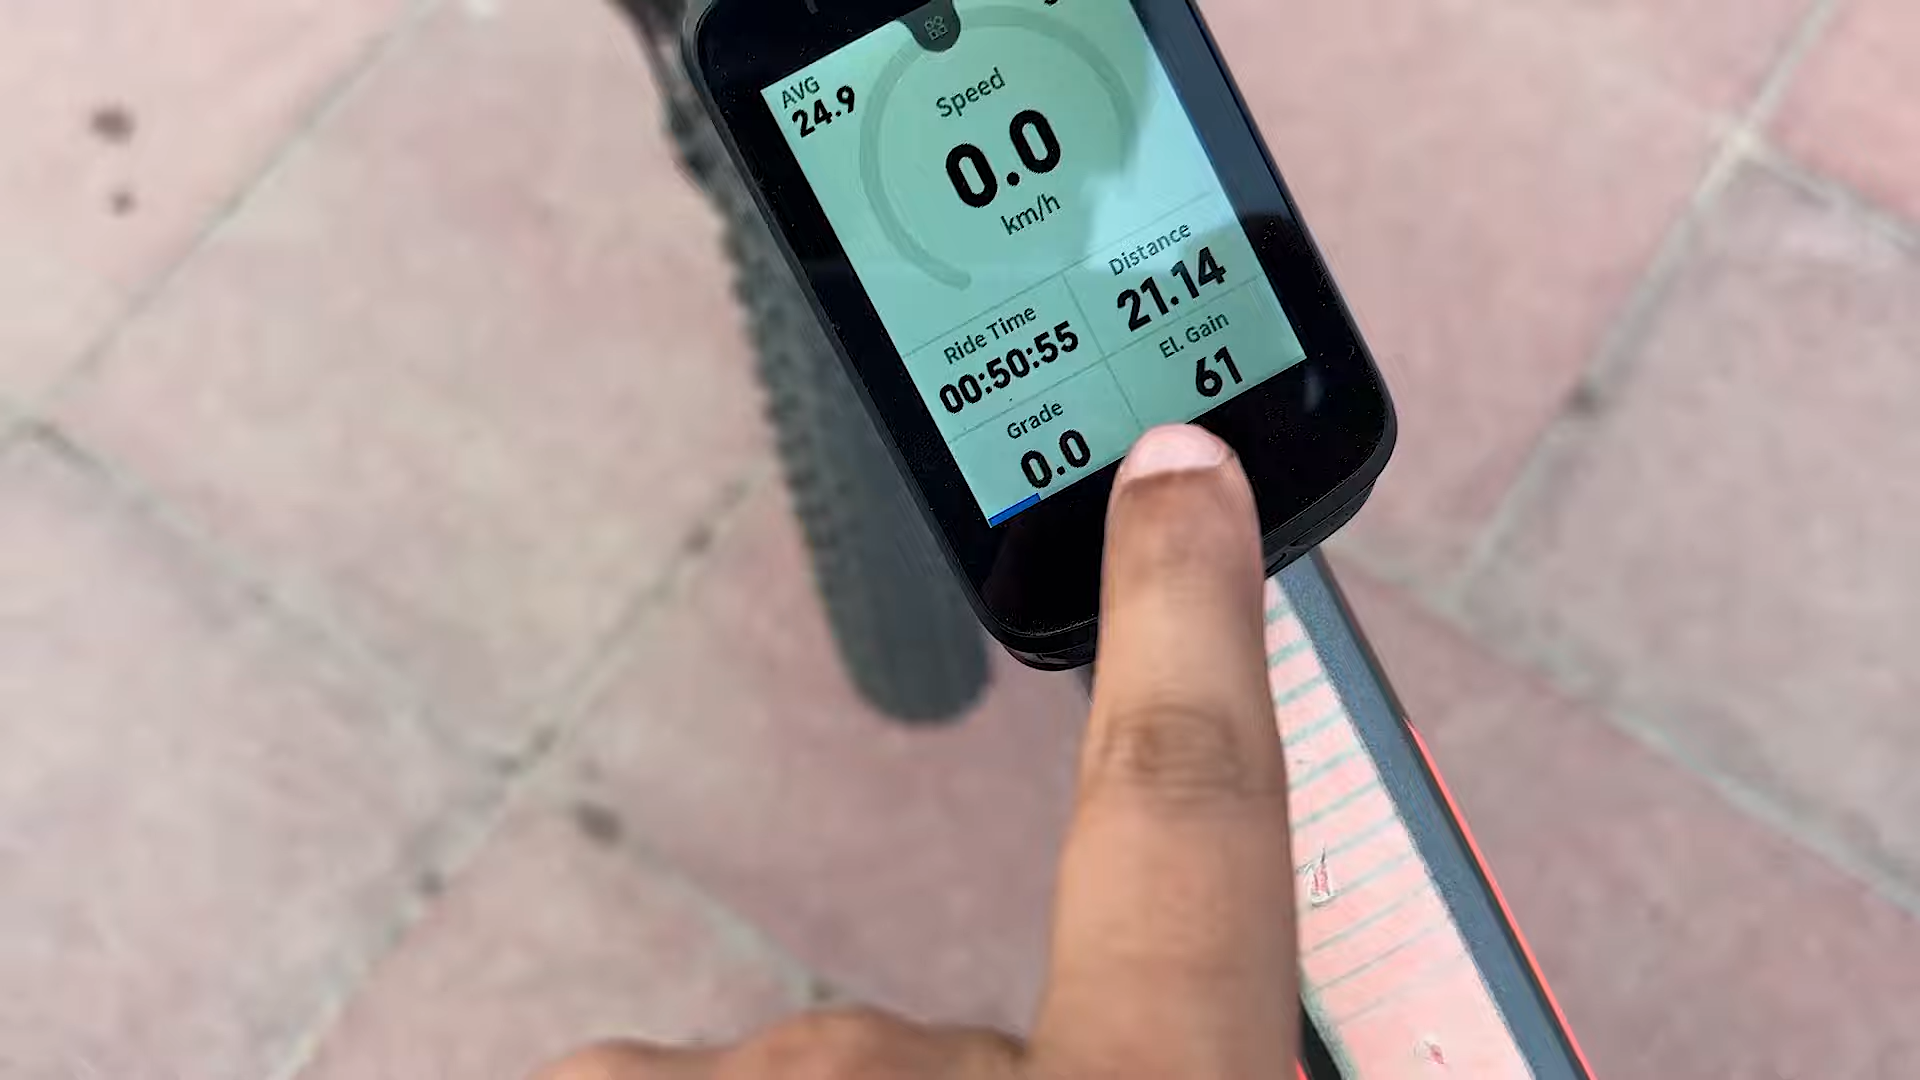 AVG
24.9
Speed
0.0
km/h
Ride Time
00:50:55
Distance
21.14
Grade
0.0
El. Gain
61